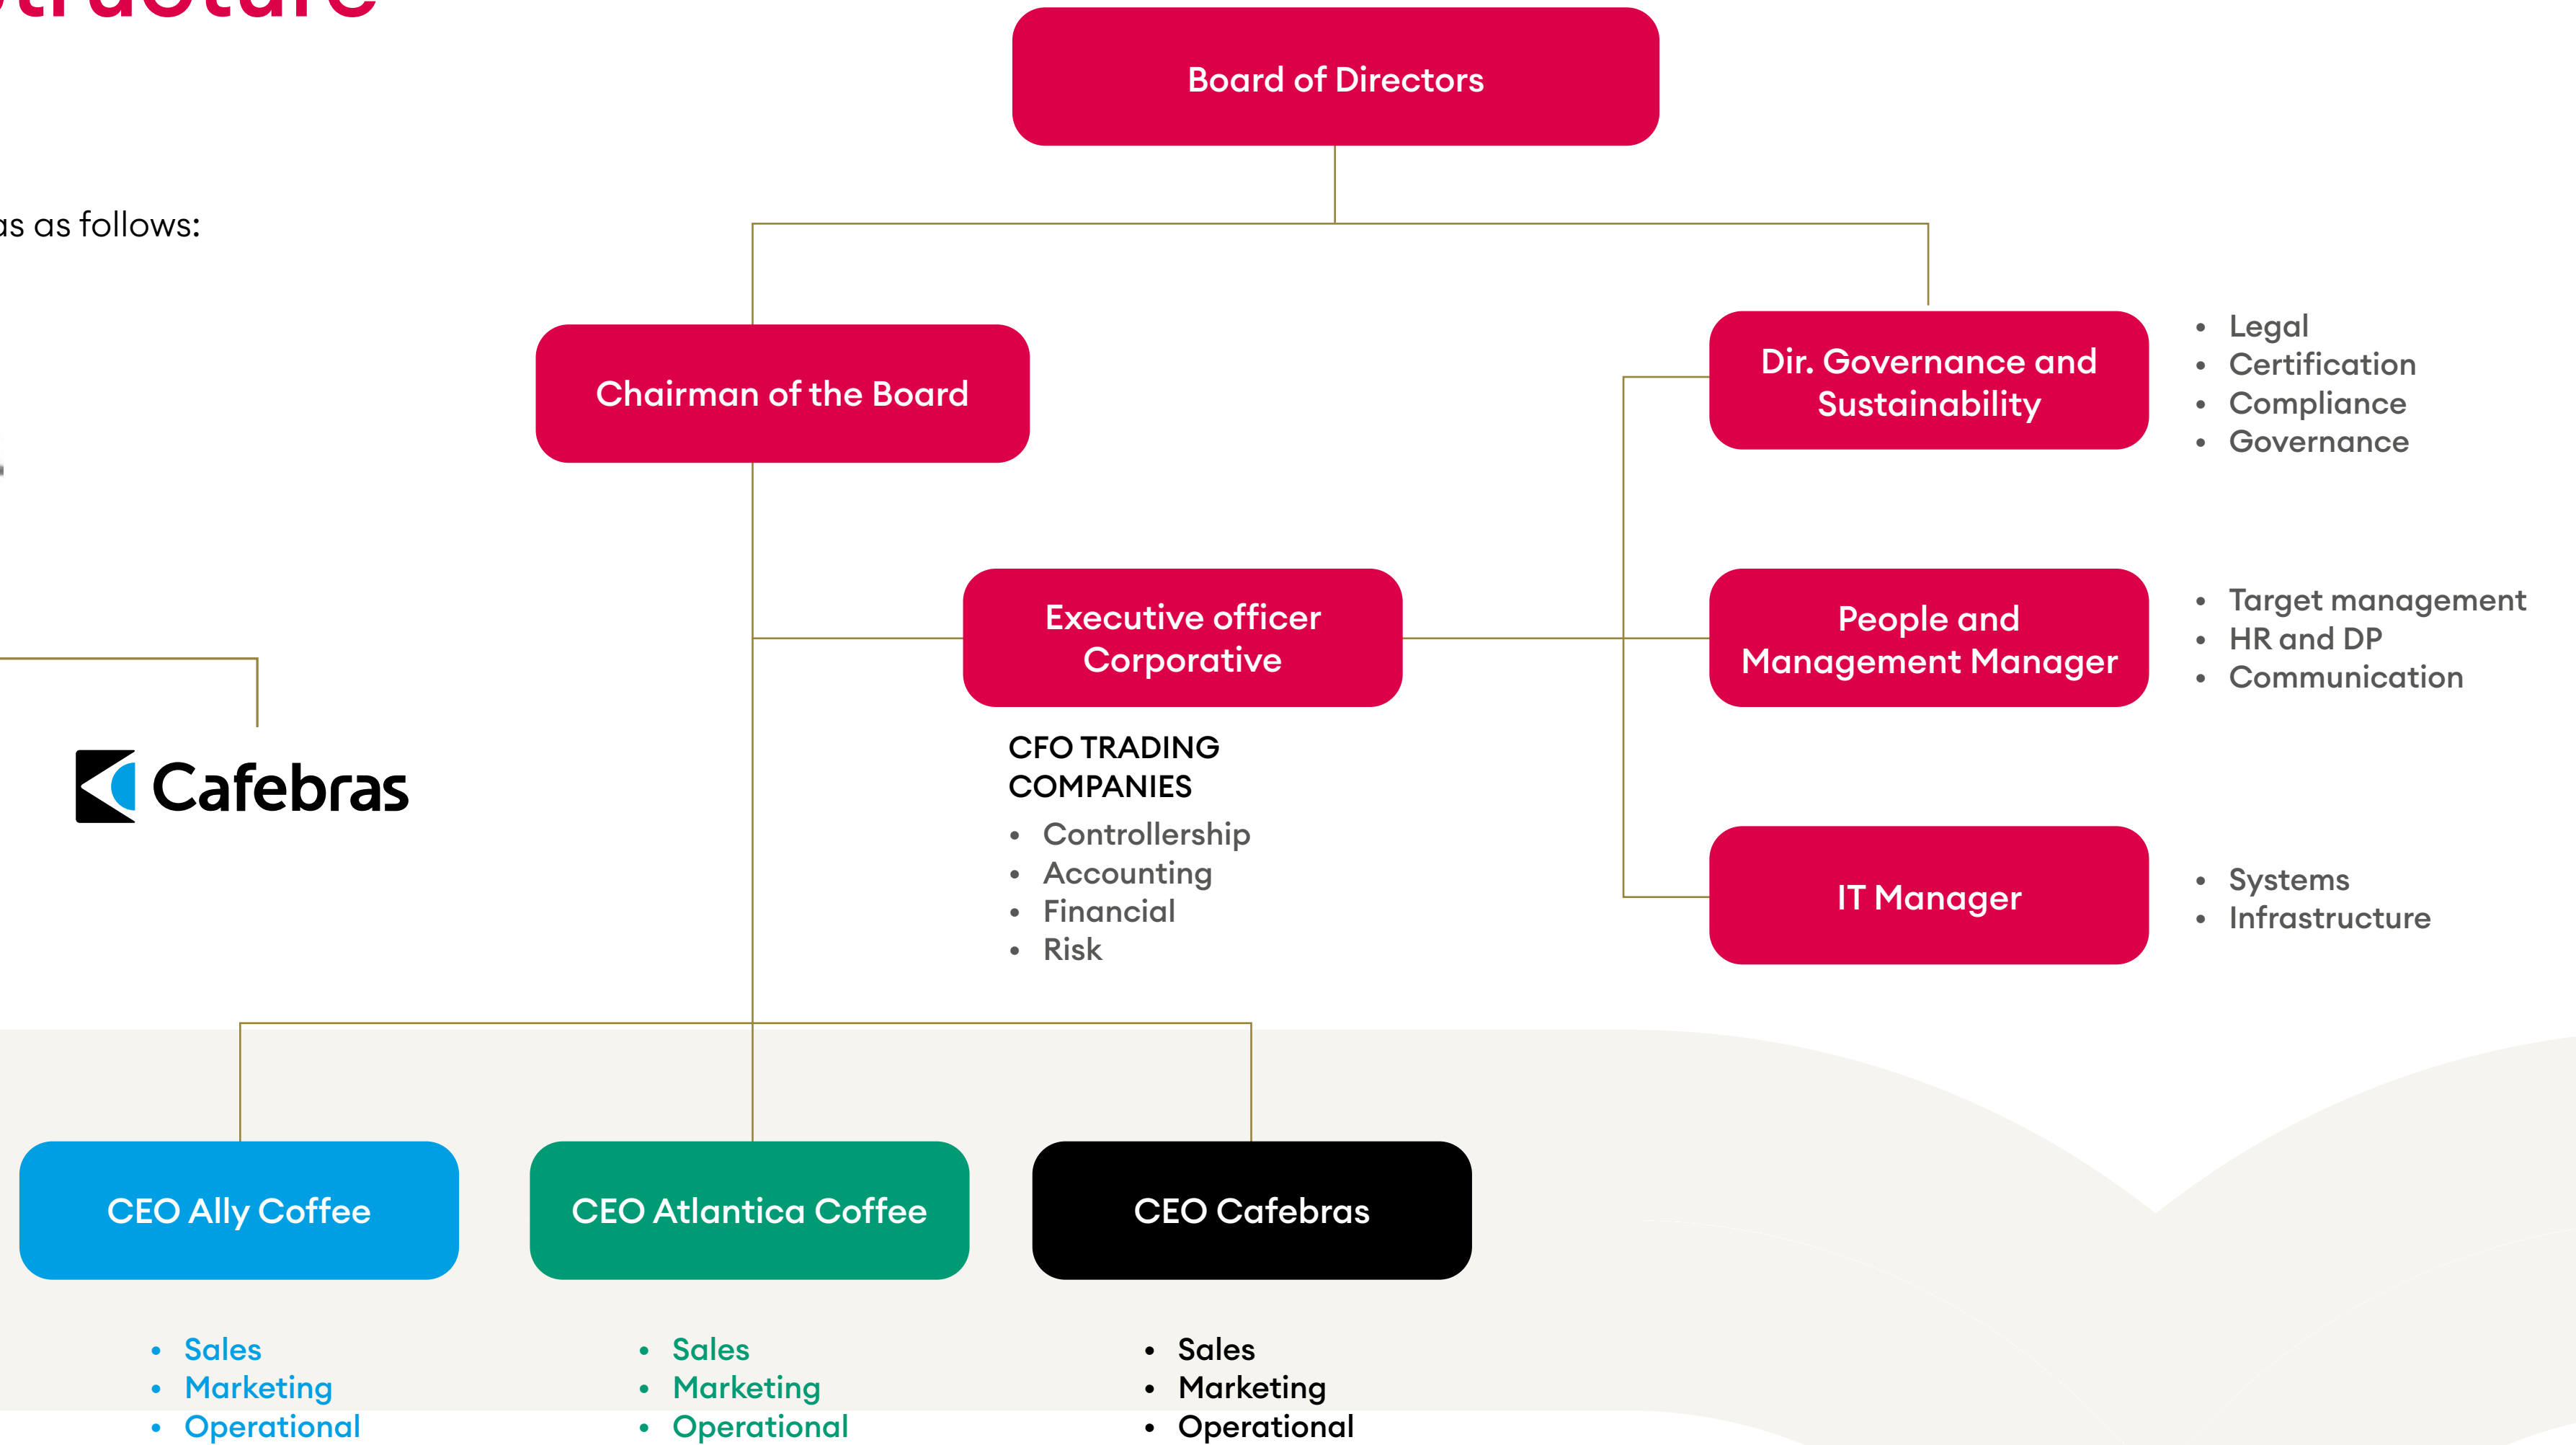 Board of Directors
as follows:
Chairman of the Board
Dir. Governance and
Sustainability
• Legal
• Certification
• Compliance
• Governance
Executive officer
Corporative
CFO TRADING
COMPANIES
• Controllership
• Accounting
• Financial
• Risk
People and
Management Manager
• Target management
• HR and DP
• Communication
Cafebras
IT Manager
• Systems
• Infrastructure
CEO Ally Coffee
• Sales
• Marketing
• Operational
CEO Atlantica Coffee
• Sales
• Marketing
• Operational
CEO Cafebras
• Sales
• Marketing
• Operational